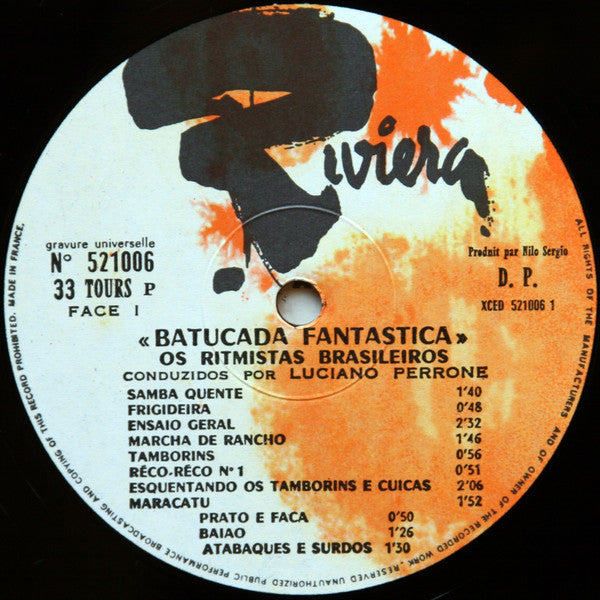 Riviera
gravure universelle
N° 521006
33 TOURS P
FACE I
Prodnit par Nilo Sergio
D. P.
XCED 521006 1
«BATUCADA FANTASTICA»
OS RITMISTAS BRASILEIROS
CONDUZIDOS POR LUCIANO PERRONE
SAMBA QUENTE 1'40
FRIGIDEIRA 0'48
ENSAIO GERAL 2'32
MARCHA DE RANCHO 1'46
TAMBORINS 0'56
RÉCO-RÉCO N°1 0'51
ESQUENTANDO OS TAMBORINS E CUICAS 2'06
MARACATU 1'52
PRATO E FACA 0'50
BAIAO 1'26
ATABAQUES E SURDOS 1'30
ALL RIGHTS OF THE MANUFACTURERS AND OF OWNER OF THE RECORDED WORK, RESERVED UNAUTHORIZED PUBLIC PERFORMANCE BROADCASTING AND COPYING OF THIS RECORD PROHIBITED. MADE IN FRANCE.